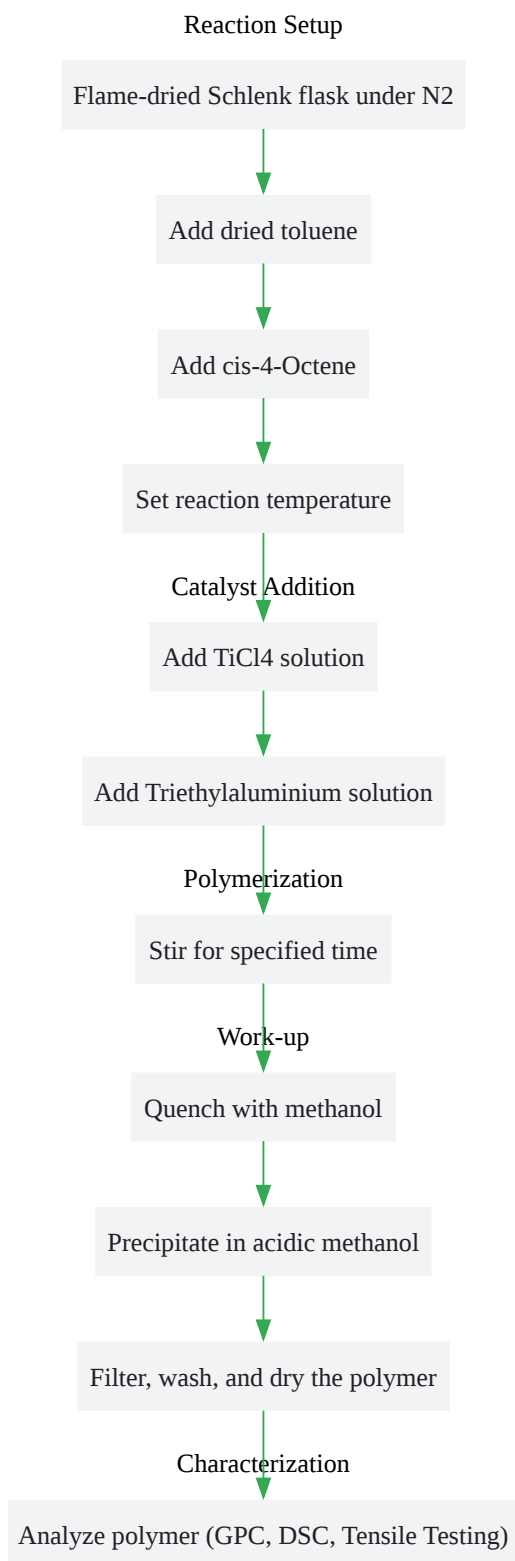 Reaction Setup
Flame-dried Schlenk flask under N2
Add dried toluene
Add cis-4-Octene
Set reaction temperature
Catalyst Addition
Add TiCl4 solution
Add Triethylaluminium solution
Polymerization
Stir for specified time
Work-up
Quench with methanol
Precipitate in acidic methanol
Filter, wash, and dry the polymer
Characterization
Analyze polymer (GPC, DSC, Tensile Testing)